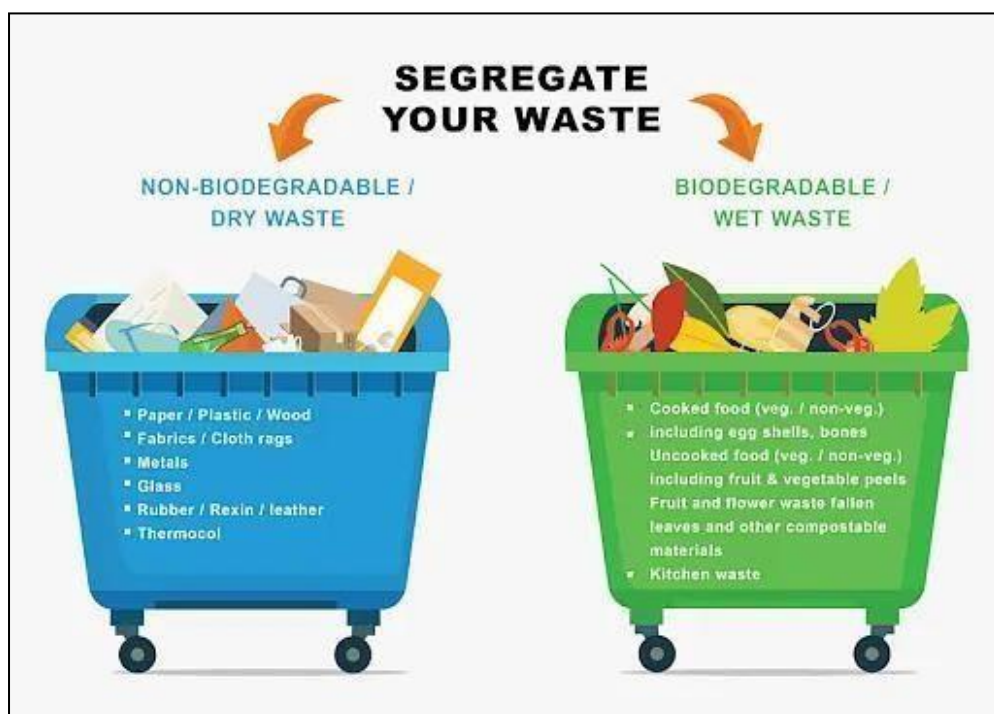 SEGREGATE
YOUR WASTE
NON-BIODEGRADABLE /
DRY WASTE
BIODEGRADABLE /
WET WASTE
▪ Paper / Plastic / Wood
▪ Fabrics / Cloth rags
▪ Metals
▪ Glass
▪ Rubber / Rexin / leather
▪ Thermocol
▪ Cooked food (veg. / non-veg.)
▪ including egg shells, bones
Uncooked food (veg. / non-veg.)
including fruit & vegetable peels
Fruit and flower waste fallen
leaves and other compostable
materials
▪ Kitchen waste